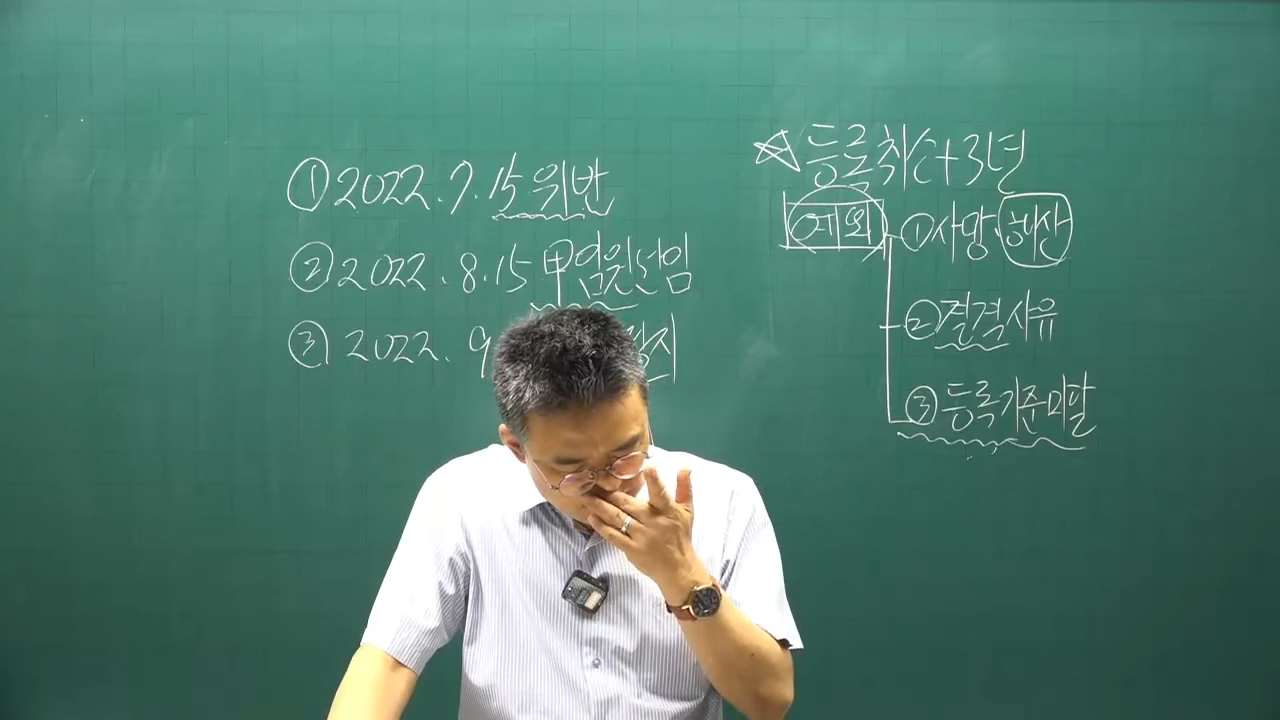 ① 2022.7.15 위반
② 2022.8.15 甲임원선임
③ 2022.9
☆ 등록취소+3년
예외
① 사망·해산
② 결격사유
③ 등록기준미달